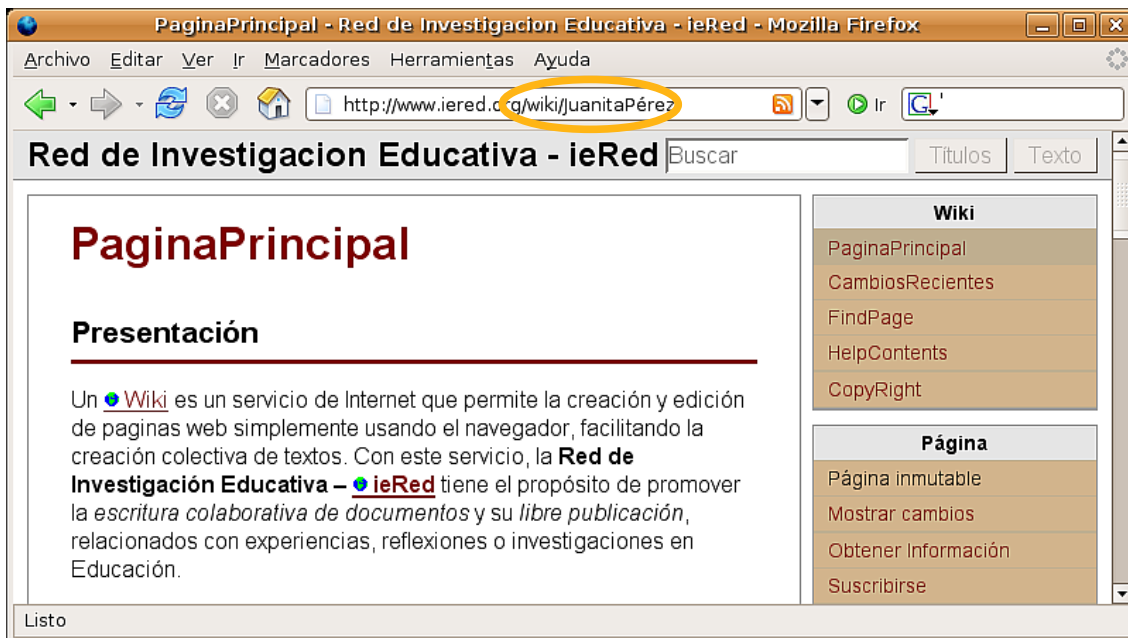 PaginaPrincipal - Red de Investigacion Educativa - ieRed - Mozilla Firefox
Archivo Editar Ver Ir Marcadores Herramientas Ayuda
http://www.iered.org/wiki/JuanitaPérez Ir G
Red de Investigacion Educativa - ieRed Buscar Títulos Texto
PaginaPrincipal
Presentación
Un Wiki es un servicio de Internet que permite la creación y edición
de paginas web simplemente usando el navegador, facilitando la
creación colectiva de textos. Con este servicio, la Red de
Investigación Educativa – ieRed tiene el propósito de promover
la escritura colaborativa de documentos y su libre publicación,
relacionados con experiencias, reflexiones o investigaciones en
Educación.
Wiki
PaginaPrincipal
CambiosRecientes
FindPage
HelpContents
CopyRight
Página
Página inmutable
Mostrar cambios
Obtener Información
Suscribirse
Listo